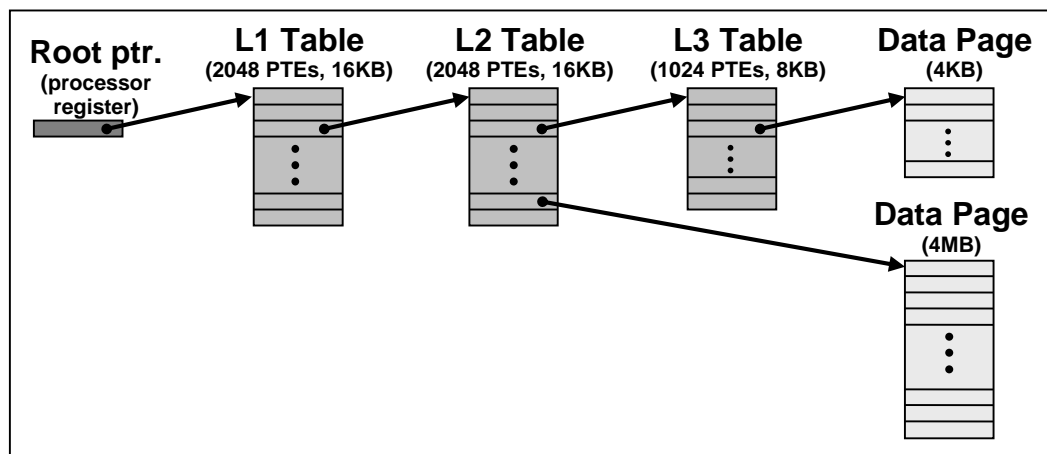 Root ptr.
(processor
register)
L1 Table
(2048 PTEs, 16KB)
L2 Table
(2048 PTEs, 16KB)
L3 Table
(1024 PTEs, 8KB)
Data Page
(4KB)
Data Page
(4MB)